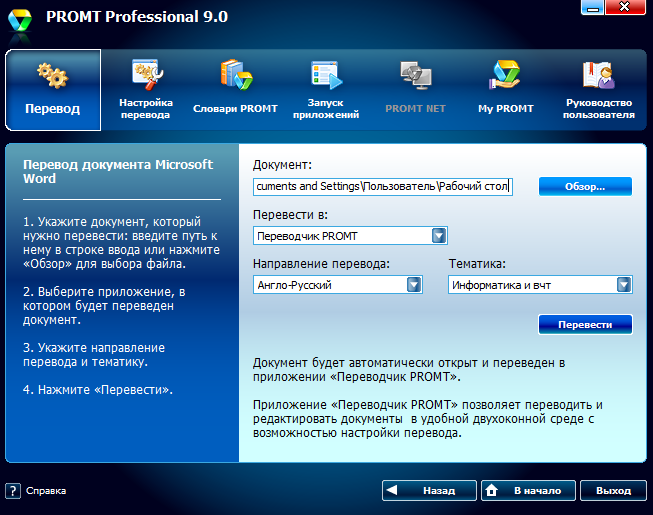 PROMT Professional 9.0
Перевод
Настройка
перевода
Словари PROMT
Запуск
приложений
PROMT NET
My PROMT
Руководство
пользователя
Перевод документа Microsoft
Word
1. Укажите документ, который
нужно перевести: введите путь к
нему в строке ввода или нажмите
«Обзор» для выбора файла.
2. Выберите приложение, в
котором будет переведен
документ.
3. Укажите направление
перевода и тематику.
4. Нажмите «Перевести».
Документ:
cuments and Settings\Пользователь\Рабочий стол
Обзор...
Перевести в:
Переводчик PROMT
Направление перевода:
Тематика:
Англо-Русский
Информатика и вчт
Перевести
Документ будет автоматически открыт и переведен в
приложении «Переводчик PROMT».
Приложение «Переводчик PROMT» позволяет переводить и
редактировать документы в удобной двухоконной среде с
возможностью настройки перевода.
? Справка
Назад
В начало
Выход